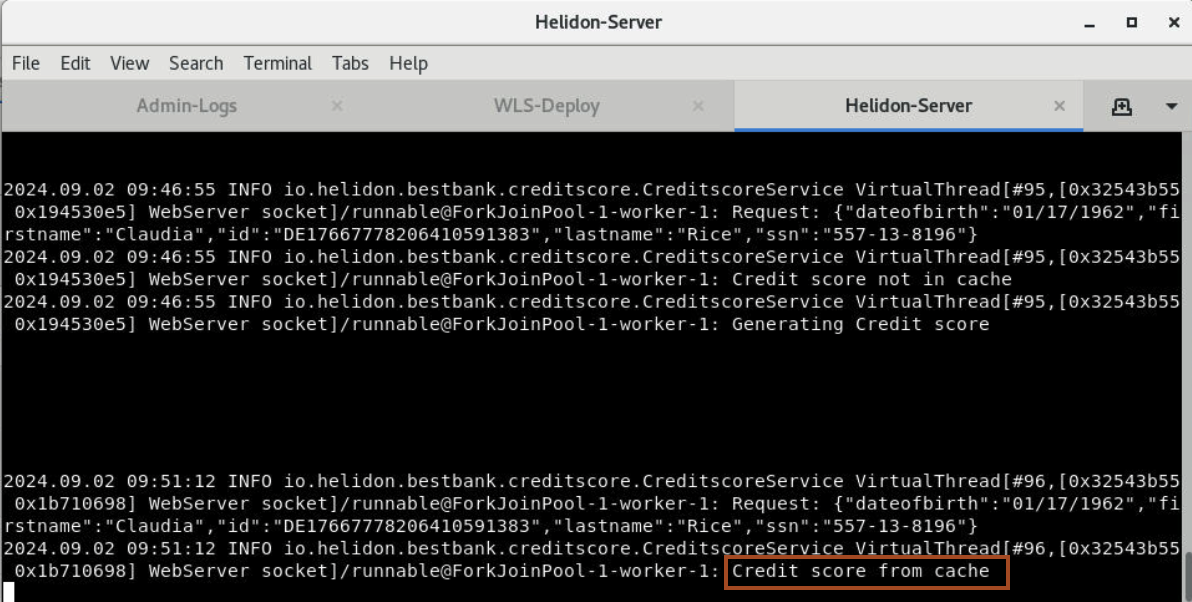 Helidon-Server
File Edit View Search Terminal Tabs Help
Admin-Logs WLS-Deploy Helidon-Server
2024.09.02 09:46:55 INFO io.helidon.bestbank.creditscore.CreditscoreService VirtualThread[#95,[0x32543b55
0x194530e5] WebServer socket]/runnable@ForkJoinPool-1-worker-1: Request: {"dateofbirth":"01/17/1962","fi
rstname":"Claudia","id":"DE17667778206410591383","lastname":"Rice","ssn":"557-13-8196"}
2024.09.02 09:46:55 INFO io.helidon.bestbank.creditscore.CreditscoreService VirtualThread[#95,[0x32543b55
0x194530e5] WebServer socket]/runnable@ForkJoinPool-1-worker-1: Credit score not in cache
2024.09.02 09:46:55 INFO io.helidon.bestbank.creditscore.CreditscoreService VirtualThread[#95,[0x32543b55
0x194530e5] WebServer socket]/runnable@ForkJoinPool-1-worker-1: Generating Credit score
2024.09.02 09:51:12 INFO io.helidon.bestbank.creditscore.CreditscoreService VirtualThread[#96,[0x32543b55
0x1b710698] WebServer socket]/runnable@ForkJoinPool-1-worker-1: Request: {"dateofbirth":"01/17/1962","fi
rstname":"Claudia","id":"DE17667778206410591383","lastname":"Rice","ssn":"557-13-8196"}
2024.09.02 09:51:12 INFO io.helidon.bestbank.creditscore.CreditscoreService VirtualThread[#96,[0x32543b55
0x1b710698] WebServer socket]/runnable@ForkJoinPool-1-worker-1: Credit score from cache